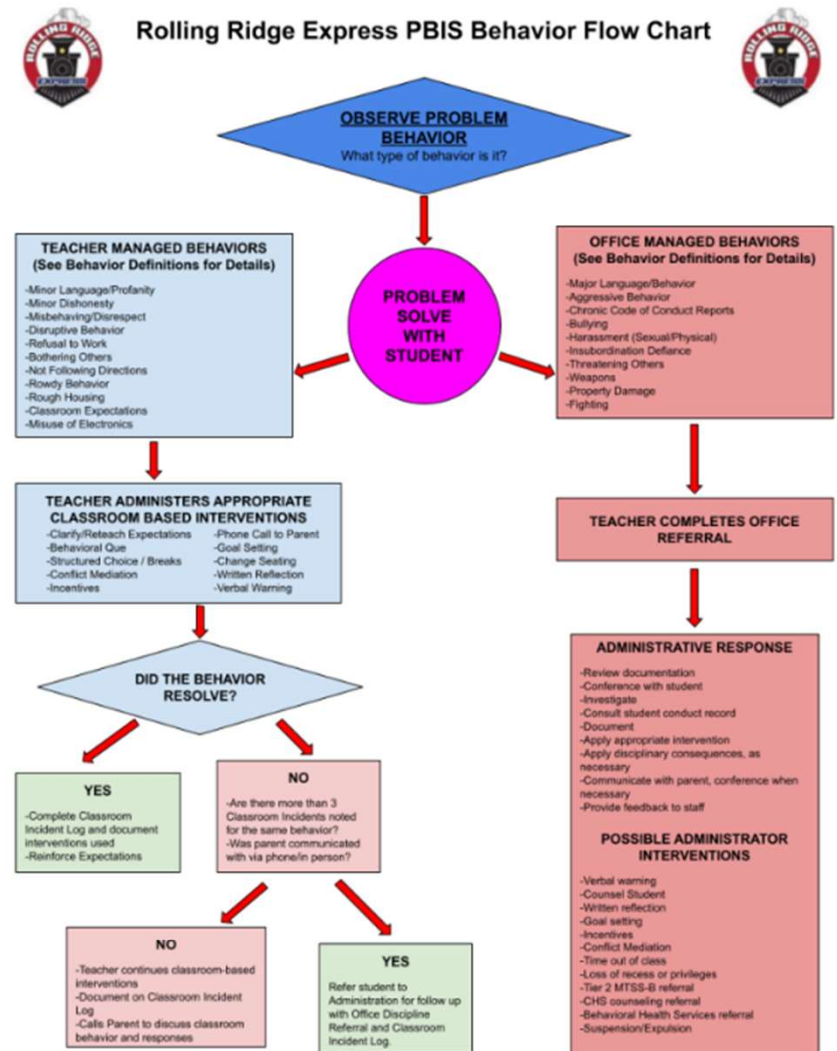 Rolling Ridge Express PBIS Behavior Flow Chart
ROLLING RIDGE
EXPRESS
ROLLING RIDGE
EXPRESS
OBSERVE PROBLEM
BEHAVIOR
What type of behavior is it?
TEACHER MANAGED BEHAVIORS
(See Behavior Definitions for Details)
-Minor Language/Profanity
-Minor Dishonesty
-Misbehaving/Disrespect
-Disruptive Behavior
-Refusal to Work
-Bothering Others
-Not Following Directions
-Rowdy Behavior
-Rough Housing
-Classroom Expectations
-Misuse of Electronics
PROBLEM
SOLVE
WITH
STUDENT
OFFICE MANAGED BEHAVIORS
(See Behavior Definitions for Details)
-Major Language/Behavior
-Aggressive Behavior
-Chronic Code of Conduct Reports
-Bullying
-Harassment (Sexual/Physical)
-Insubordination Defiance
-Threatening Others
-Weapons
-Property Damage
-Fighting
TEACHER ADMINISTERS APPROPRIATE
CLASSROOM BASED INTERVENTIONS
-Clarify/Reteach Expectations
-Behavioral Que
-Structured Choice / Breaks
-Conflict Mediation
-Incentives
-Phone Call to Parent
-Goal Setting
-Change Seating
-Written Reflection
-Verbal Warning
TEACHER COMPLETES OFFICE
REFERRAL
DID THE BEHAVIOR
RESOLVE?
YES
-Complete Classroom
Incident Log and document
interventions used
-Reinforce Expectations
NO
-Are there more than 3
Classroom Incidents noted
for the same behavior?
-Was parent communicated
with via phone/in person?
NO
-Teacher continues classroom-based
interventions
-Document on Classroom Incident
Log
-Calls Parent to discuss classroom
behavior and responses
YES
Refer student to
Administration for follow up
with Office Discipline
Referral and Classroom
Incident Log.
ADMINISTRATIVE RESPONSE
-Review documentation
-Conference with student
-Investigate
-Consult student conduct record
-Document
-Apply appropriate intervention
-Apply disciplinary consequences, as
necessary
-Communicate with parent, conference when
necessary
-Provide feedback to staff
POSSIBLE ADMINISTRATOR
INTERVENTIONS
-Verbal warning
-Counsel Student
-Written reflection
-Goal setting
-Incentives
-Conflict Mediation
-Time out of class
-Loss of recess or privileges
-Tier 2 MTSS-B referral
-CHS counseling referral
-Behavioral Health Services referral
-Suspension/Expulsion